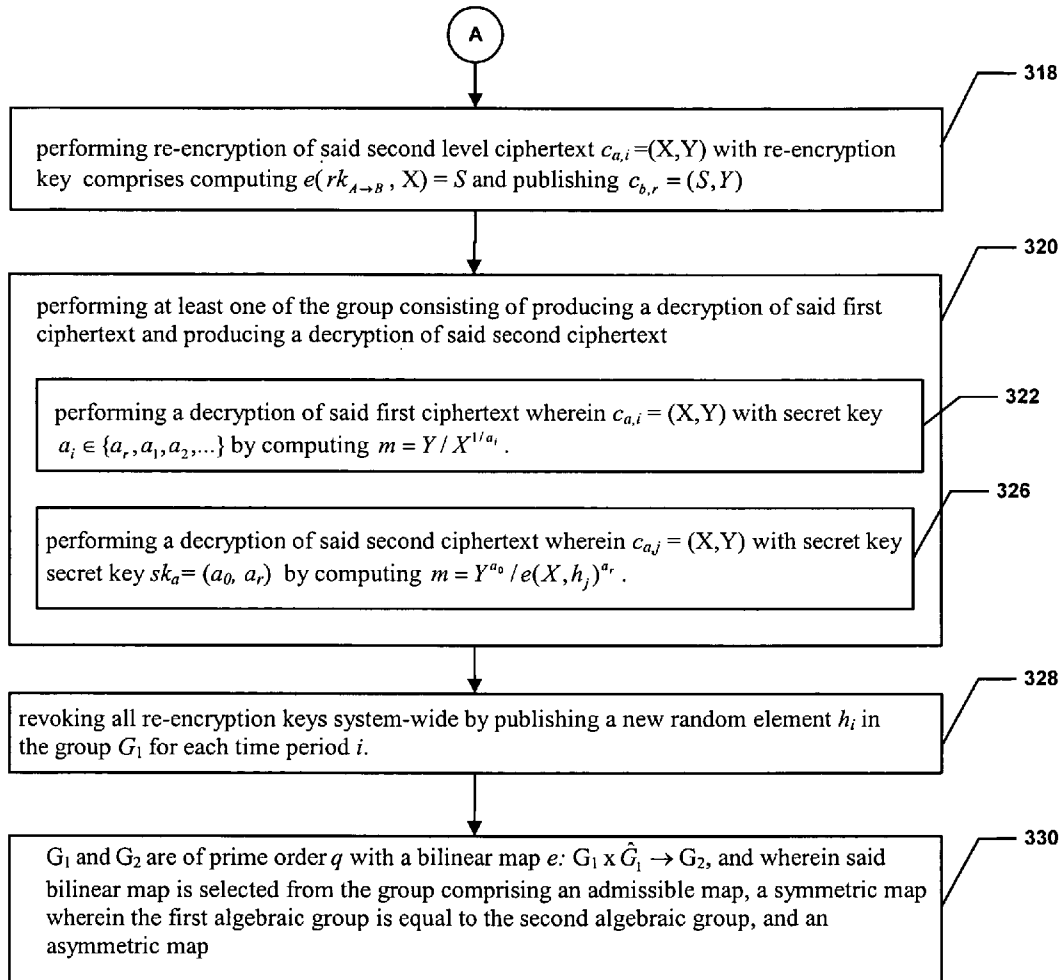 A
318
performing re-encryption of said second level ciphertext c_{a,i} =(X,Y) with re-encryption
key comprises computing e( rk_{A→B} , X) = S and publishing c_{b,r} = (S,Y)
320
performing at least one of the group consisting of producing a decryption of said first
ciphertext and producing a decryption of said second ciphertext
322
performing a decryption of said first ciphertext wherein c_{a,i} = (X,Y) with secret key
a_i ∈ {a_r, a_1, a_2, ...} by computing m = Y / X^{1/a_i} .
326
performing a decryption of said second ciphertext wherein c_{a,j} = (X,Y) with secret key
secret key sk_a= (a_0, a_r) by computing m = Y^{a_0} / e(X, h_j)^{a_r} .
328
revoking all re-encryption keys system-wide by publishing a new random element h_i in
the group G_1 for each time period i.
330
G_1 and G_2 are of prime order q with a bilinear map e: G_1 x Ĝ_1 → G_2, and wherein said
bilinear map is selected from the group comprising an admissible map, a symmetric map
wherein the first algebraic group is equal to the second algebraic group, and an
asymmetric map